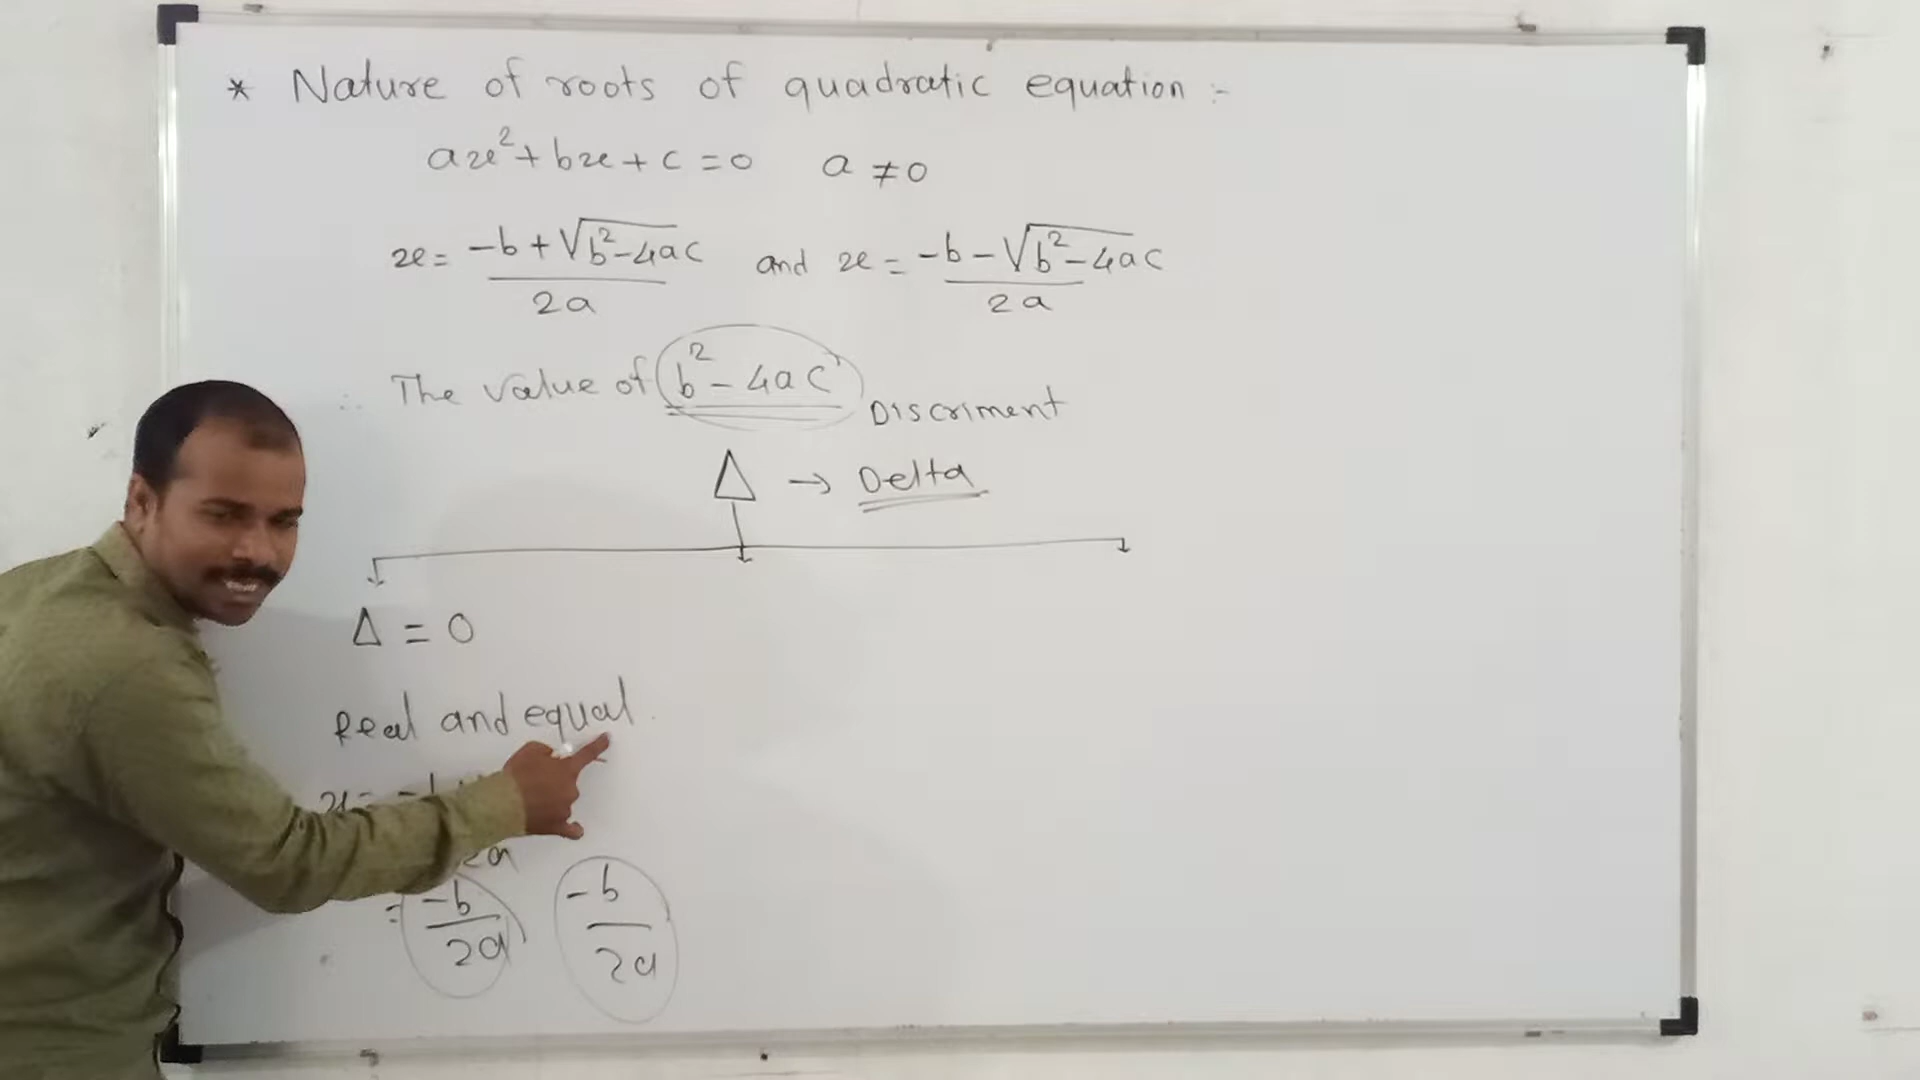 * Nature of roots of quadratic equation :-
ax²+bx+c=0 a≠0
x= -b+√b²-4ac / 2a and x= -b-√b²-4ac / 2a
∴ The value of b²-4ac Discriment
Δ → Delta
Δ = 0
Real and equal.
x= -b
2a
= -b/2a -b/2a